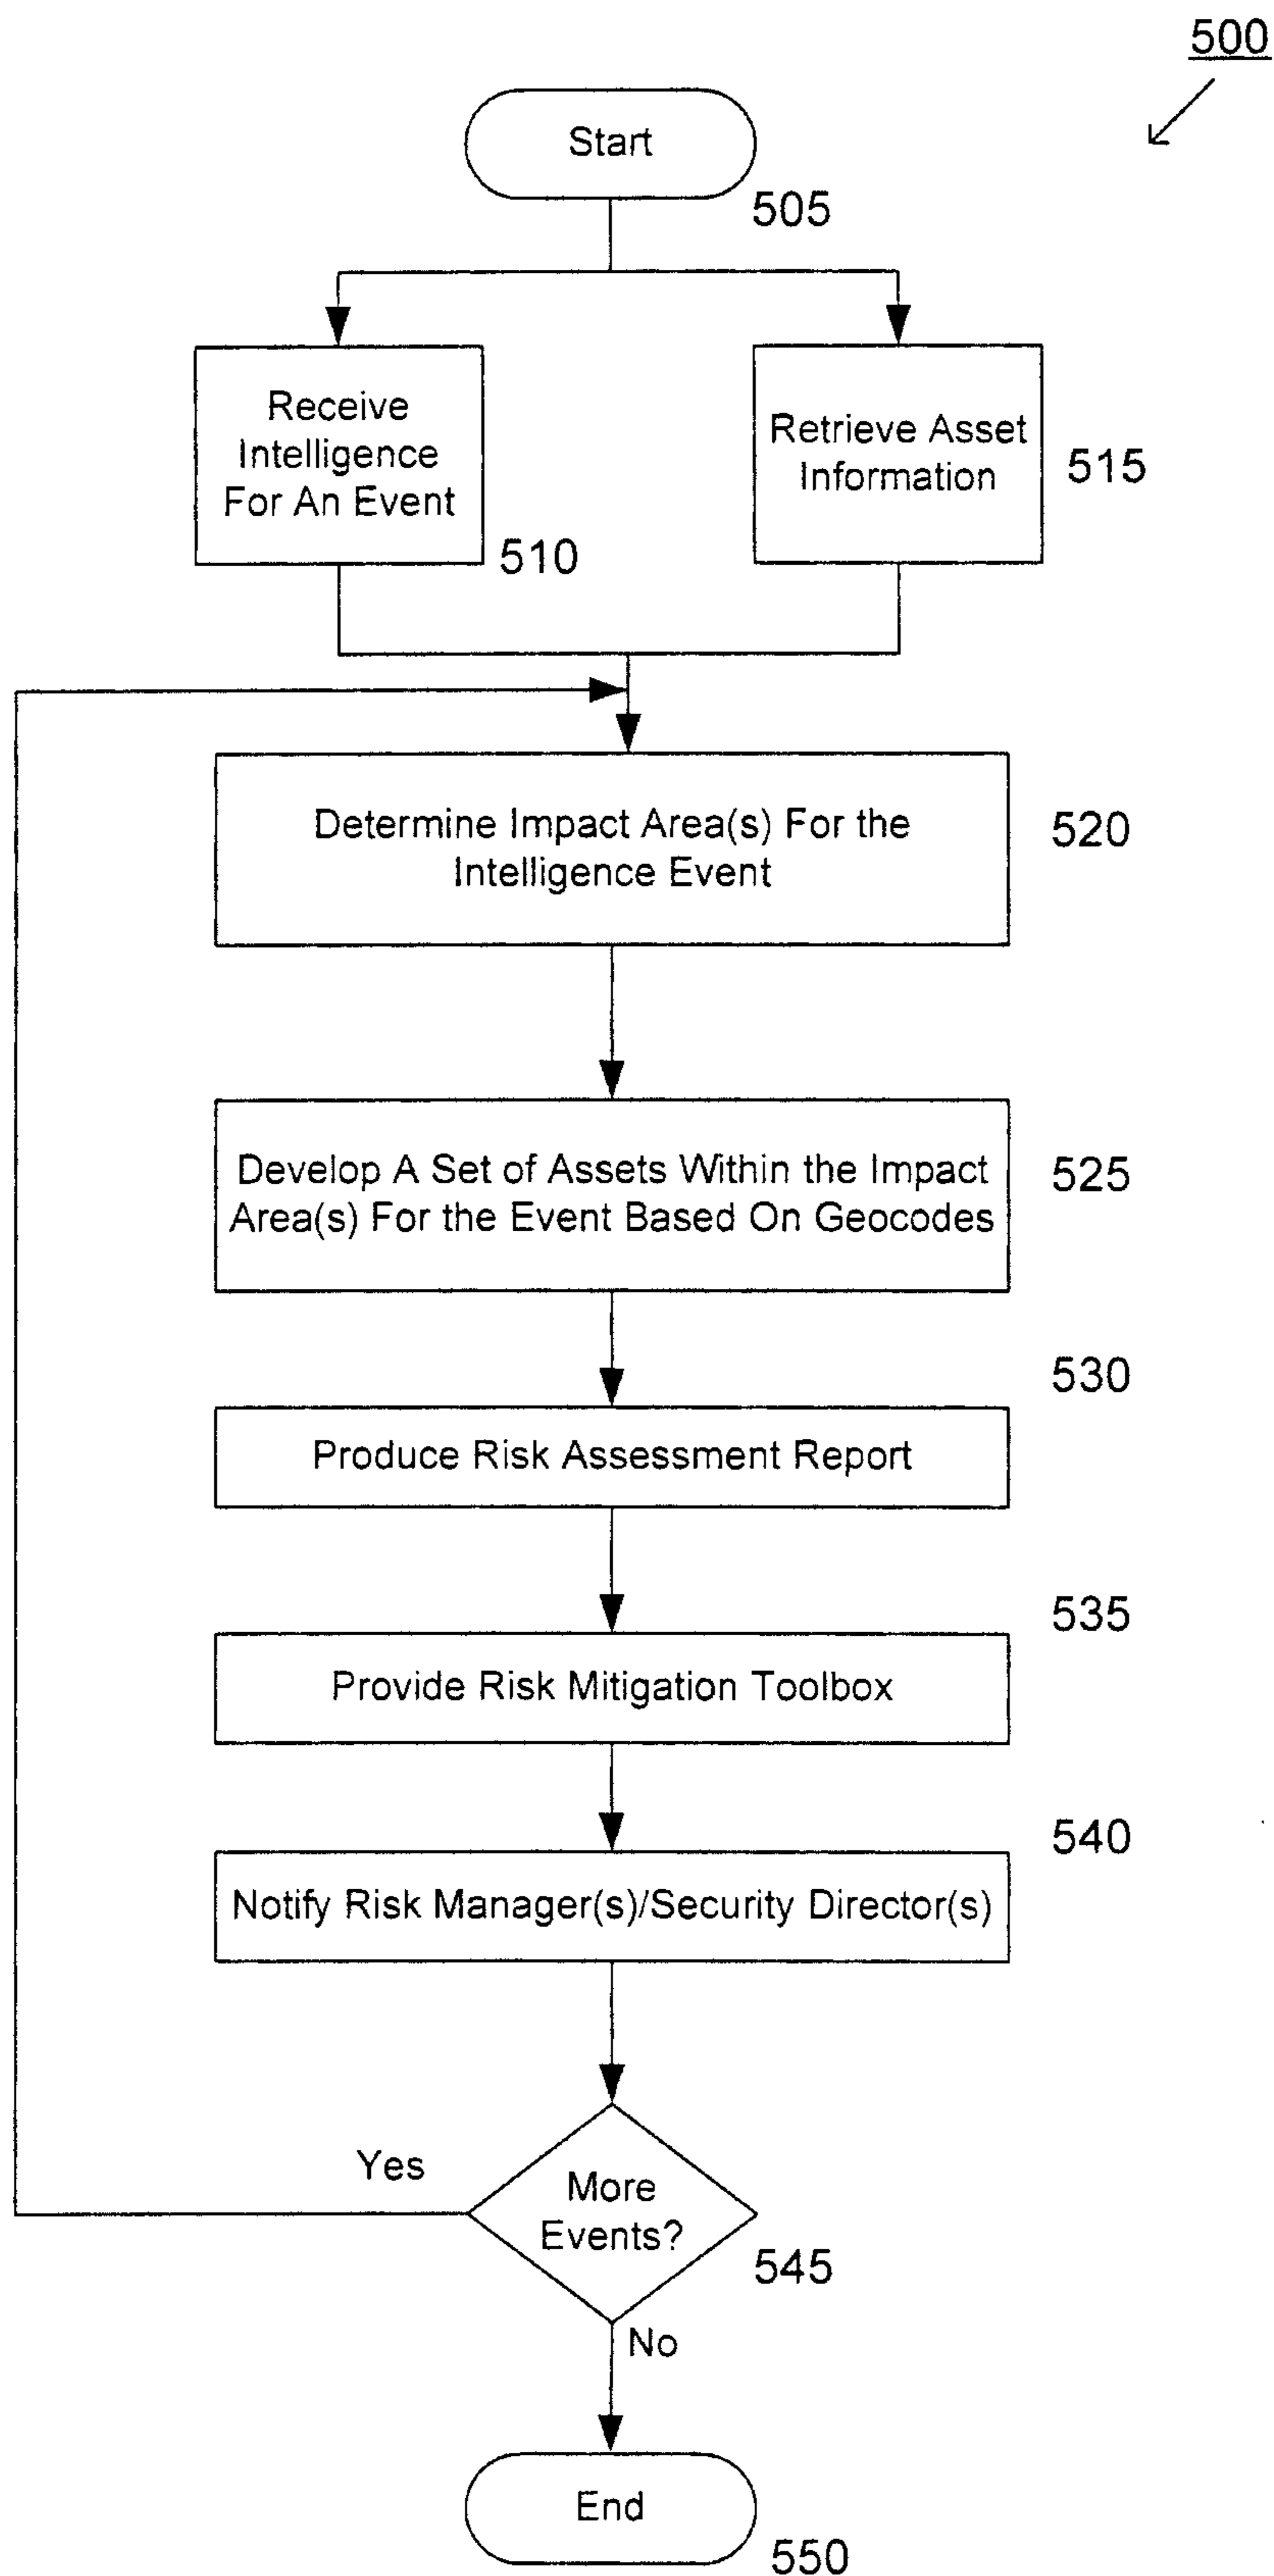 500
Start
505
Receive
Intelligence
For An Event
510
Retrieve Asset
Information
515
Determine Impact Area(s) For the
Intelligence Event
520
Develop A Set of Assets Within the Impact
Area(s) For the Event Based On Geocodes
525
530
Produce Risk Assessment Report
535
Provide Risk Mitigation Toolbox
540
Notify Risk Manager(s)/Security Director(s)
Yes
More
Events?
545
No
End
550